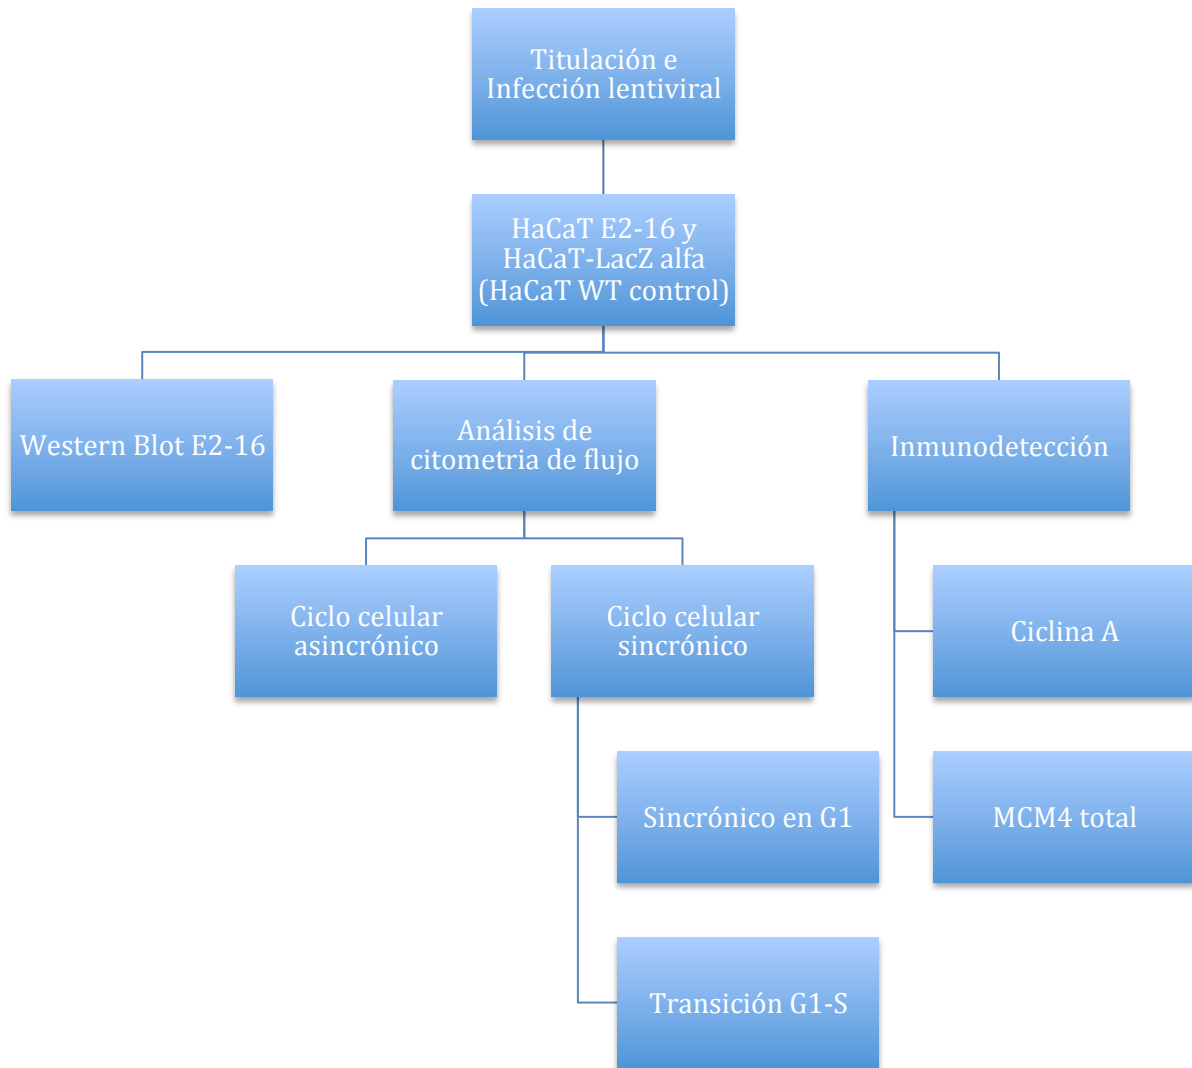 Titulación e
Infección lentiviral
HaCaT E2-16 y
HaCaT-LacZ alfa
(HaCaT WT control)
Western Blot E2-16
Análisis de
citometria de flujo
Inmunodetección
Ciclo celular
asincrónico
Ciclo celular
sincrónico
Ciclina A
Sincrónico en G1
MCM4 total
Transición G1-S